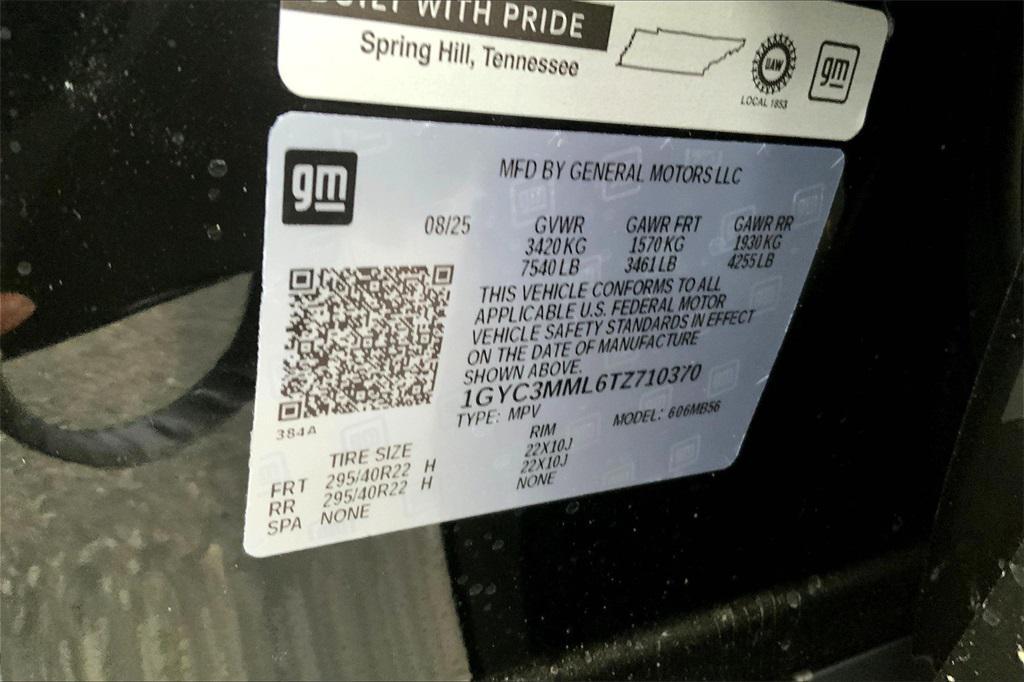 BUILT WITH PRIDE
Spring Hill, Tennessee
UAW
LOCAL 1853
gm
gm
MFD BY GENERAL MOTORS LLC
08/25 GVWR GAWR FRT GAWR RR
3420 KG 1570 KG 1930 KG
7540 LB 3461 LB 4255 LB
THIS VEHICLE CONFORMS TO ALL
APPLICABLE U.S. FEDERAL MOTOR
VEHICLE SAFETY STANDARDS IN EFFECT
ON THE DATE OF MANUFACTURE
SHOWN ABOVE.
1GYC3MML6TZ710370
TYPE: MPV MODEL: 606MB56
384A
TIRE SIZE RIM
FRT 295/40R22 H 22X10J
RR 295/40R22 H 22X10J
SPA NONE NONE